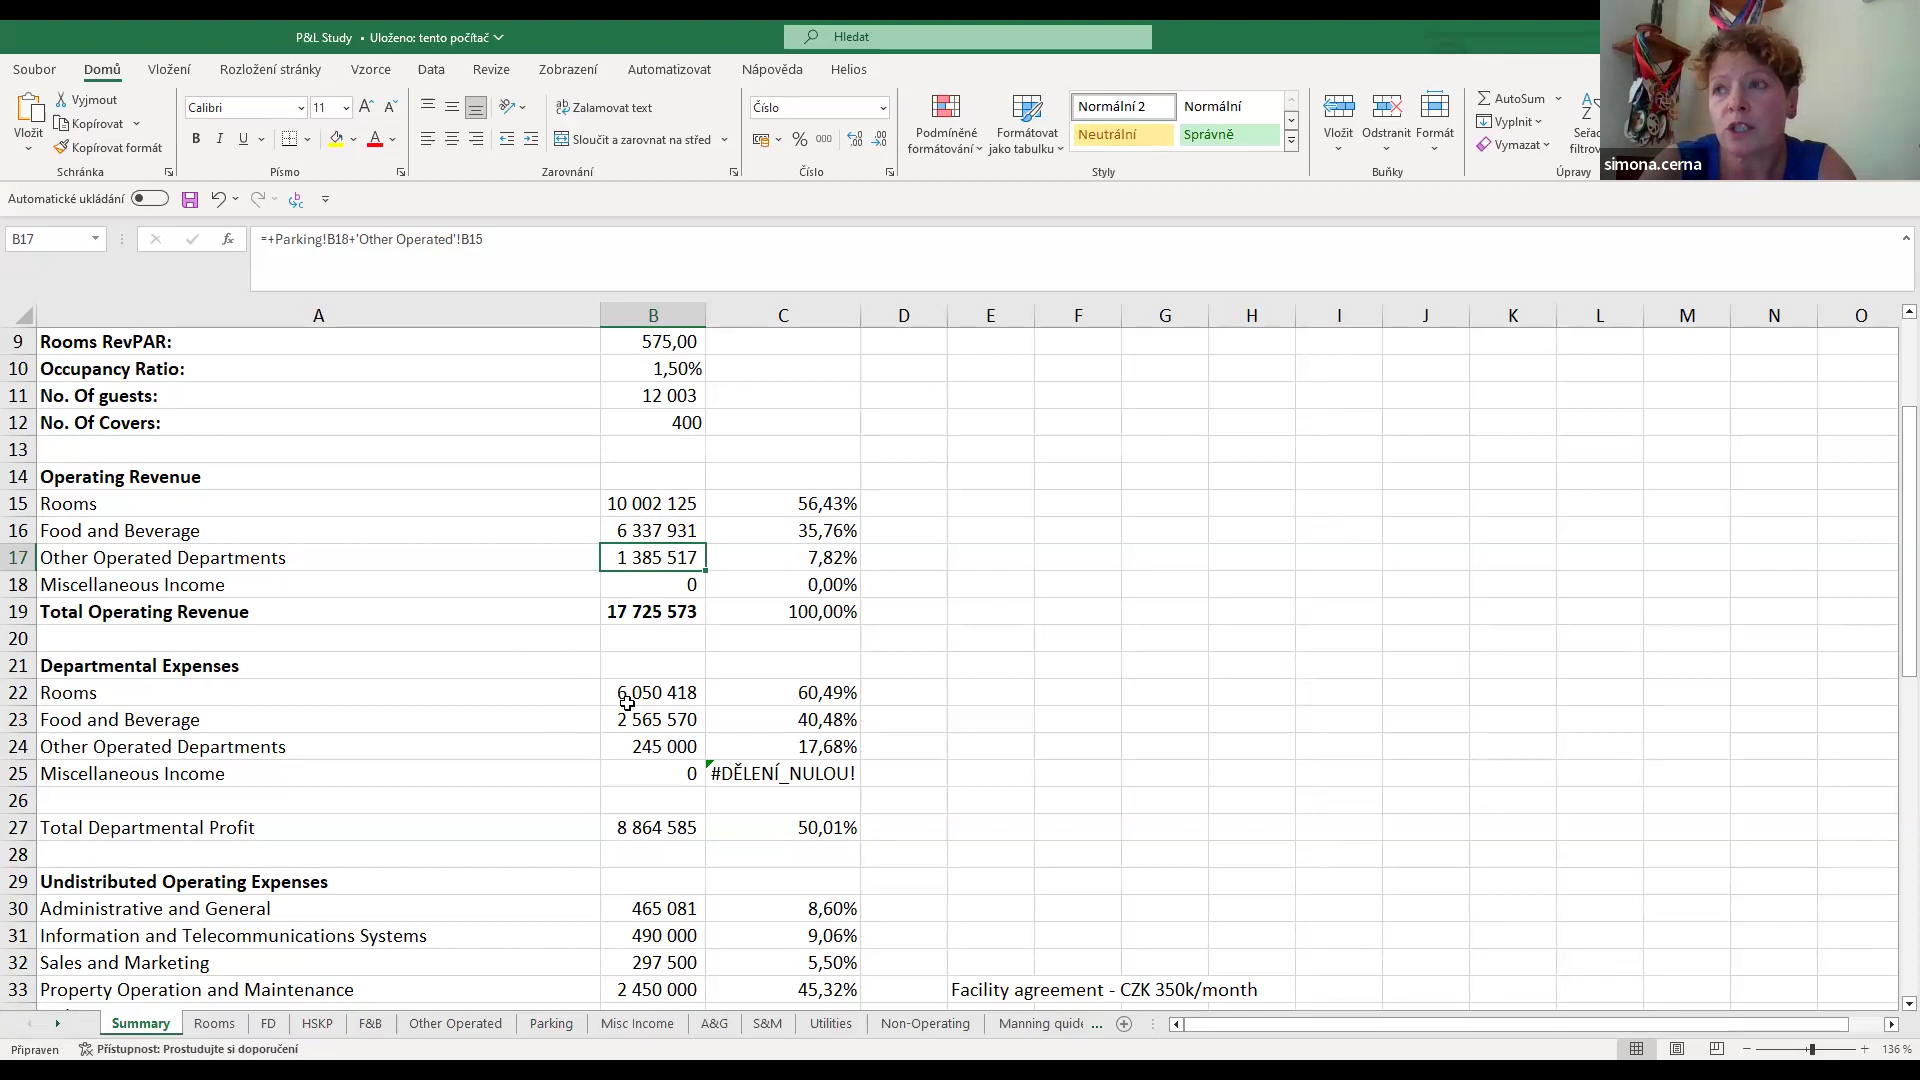 P&L Study • Uloženo: tento počítač
Hledat
Soubor Domů Vložení Rozložení stránky Vzorce Data Revize Zobrazení Automatizovat Nápověda Helios
Vložit
Vyjmout
Kopírovat
Kopírovat formát
Schránka
Calibri 11
B I U
Písmo
Zalamovat text
Sloučit a zarovnat na střed
Zarovnání
Číslo
% 000
Číslo
Podmíněné formátování
Formátovat jako tabulku
Normální 2 Normální
Neutrální Správně
Styly
Vložit Odstranit Formát
Buňky
AutoSum
Vyplnit
Vymazat
Seřa
filtrov
Úpravy
simona.cerna
Automatické ukládání
B17 fx =+Parking!B18+'Other Operated'!B15
A B C D E F G H I J K L M N O
9 Rooms RevPAR: 575,00
10 Occupancy Ratio: 1,50%
11 No. Of guests: 12 003
12 No. Of Covers: 400
13
14 Operating Revenue
15 Rooms 10 002 125 56,43%
16 Food and Beverage 6 337 931 35,76%
17 Other Operated Departments 1 385 517 7,82%
18 Miscellaneous Income 0 0,00%
19 Total Operating Revenue 17 725 573 100,00%
20
21 Departmental Expenses
22 Rooms 6 050 418 60,49%
23 Food and Beverage 2 565 570 40,48%
24 Other Operated Departments 245 000 17,68%
25 Miscellaneous Income 0 #DĚLENÍ_NULOU!
26
27 Total Departmental Profit 8 864 585 50,01%
28
29 Undistributed Operating Expenses
30 Administrative and General 465 081 8,60%
31 Information and Telecommunications Systems 490 000 9,06%
32 Sales and Marketing 297 500 5,50%
33 Property Operation and Maintenance 2 450 000 45,32% Facility agreement - CZK 350k/month
Summary Rooms FD HSKP F&B Other Operated Parking Misc Income A&G S&M Utilities Non-Operating Manning quide ...
Připraven Přístupnost: Prostudujte si doporučení 136 %